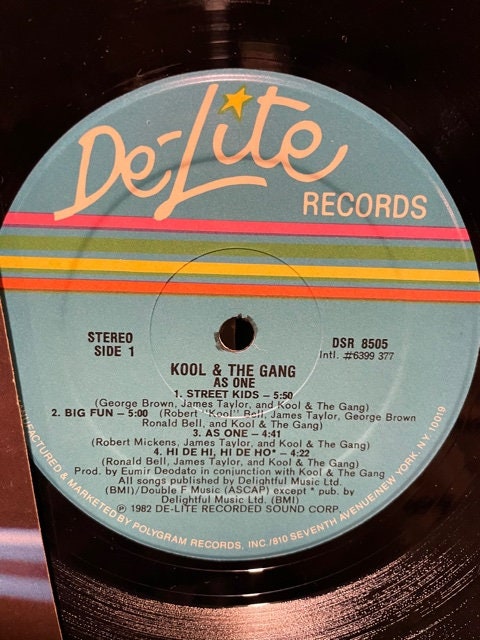 De-Lite
RECORDS
STEREO
SIDE 1
DSR 8505
Intl. #6399 377
KOOL & THE GANG
AS ONE
1. STREET KIDS – 5:50
(George Brown, James Taylor, and Kool & The Gang)
2. BIG FUN – 5:00 (Robert "Kool" Bell, James Taylor, George Brown
Ronald Bell, and Kool & The Gang)
3. AS ONE – 4:41
(Robert Mickens, James Taylor, and Kool & The Gang)
4. HI DE HI, HI DE HO* – 4:22
(Ronald Bell, James Taylor, and Kool & The Gang)
Prod. by Eumir Deodato in conjunction with Kool & The Gang
All songs published by Delightful Music Ltd.
(BMI)/Double F Music (ASCAP) except * pub. by
Delightful Music Ltd. (BMI)
℗ 1982 DE-LITE RECORDED SOUND CORP.
& MARKETED BY POLYGRAM RECORDS, INC./810 SEVENTH AVENUE/NEW YORK, NY 10019